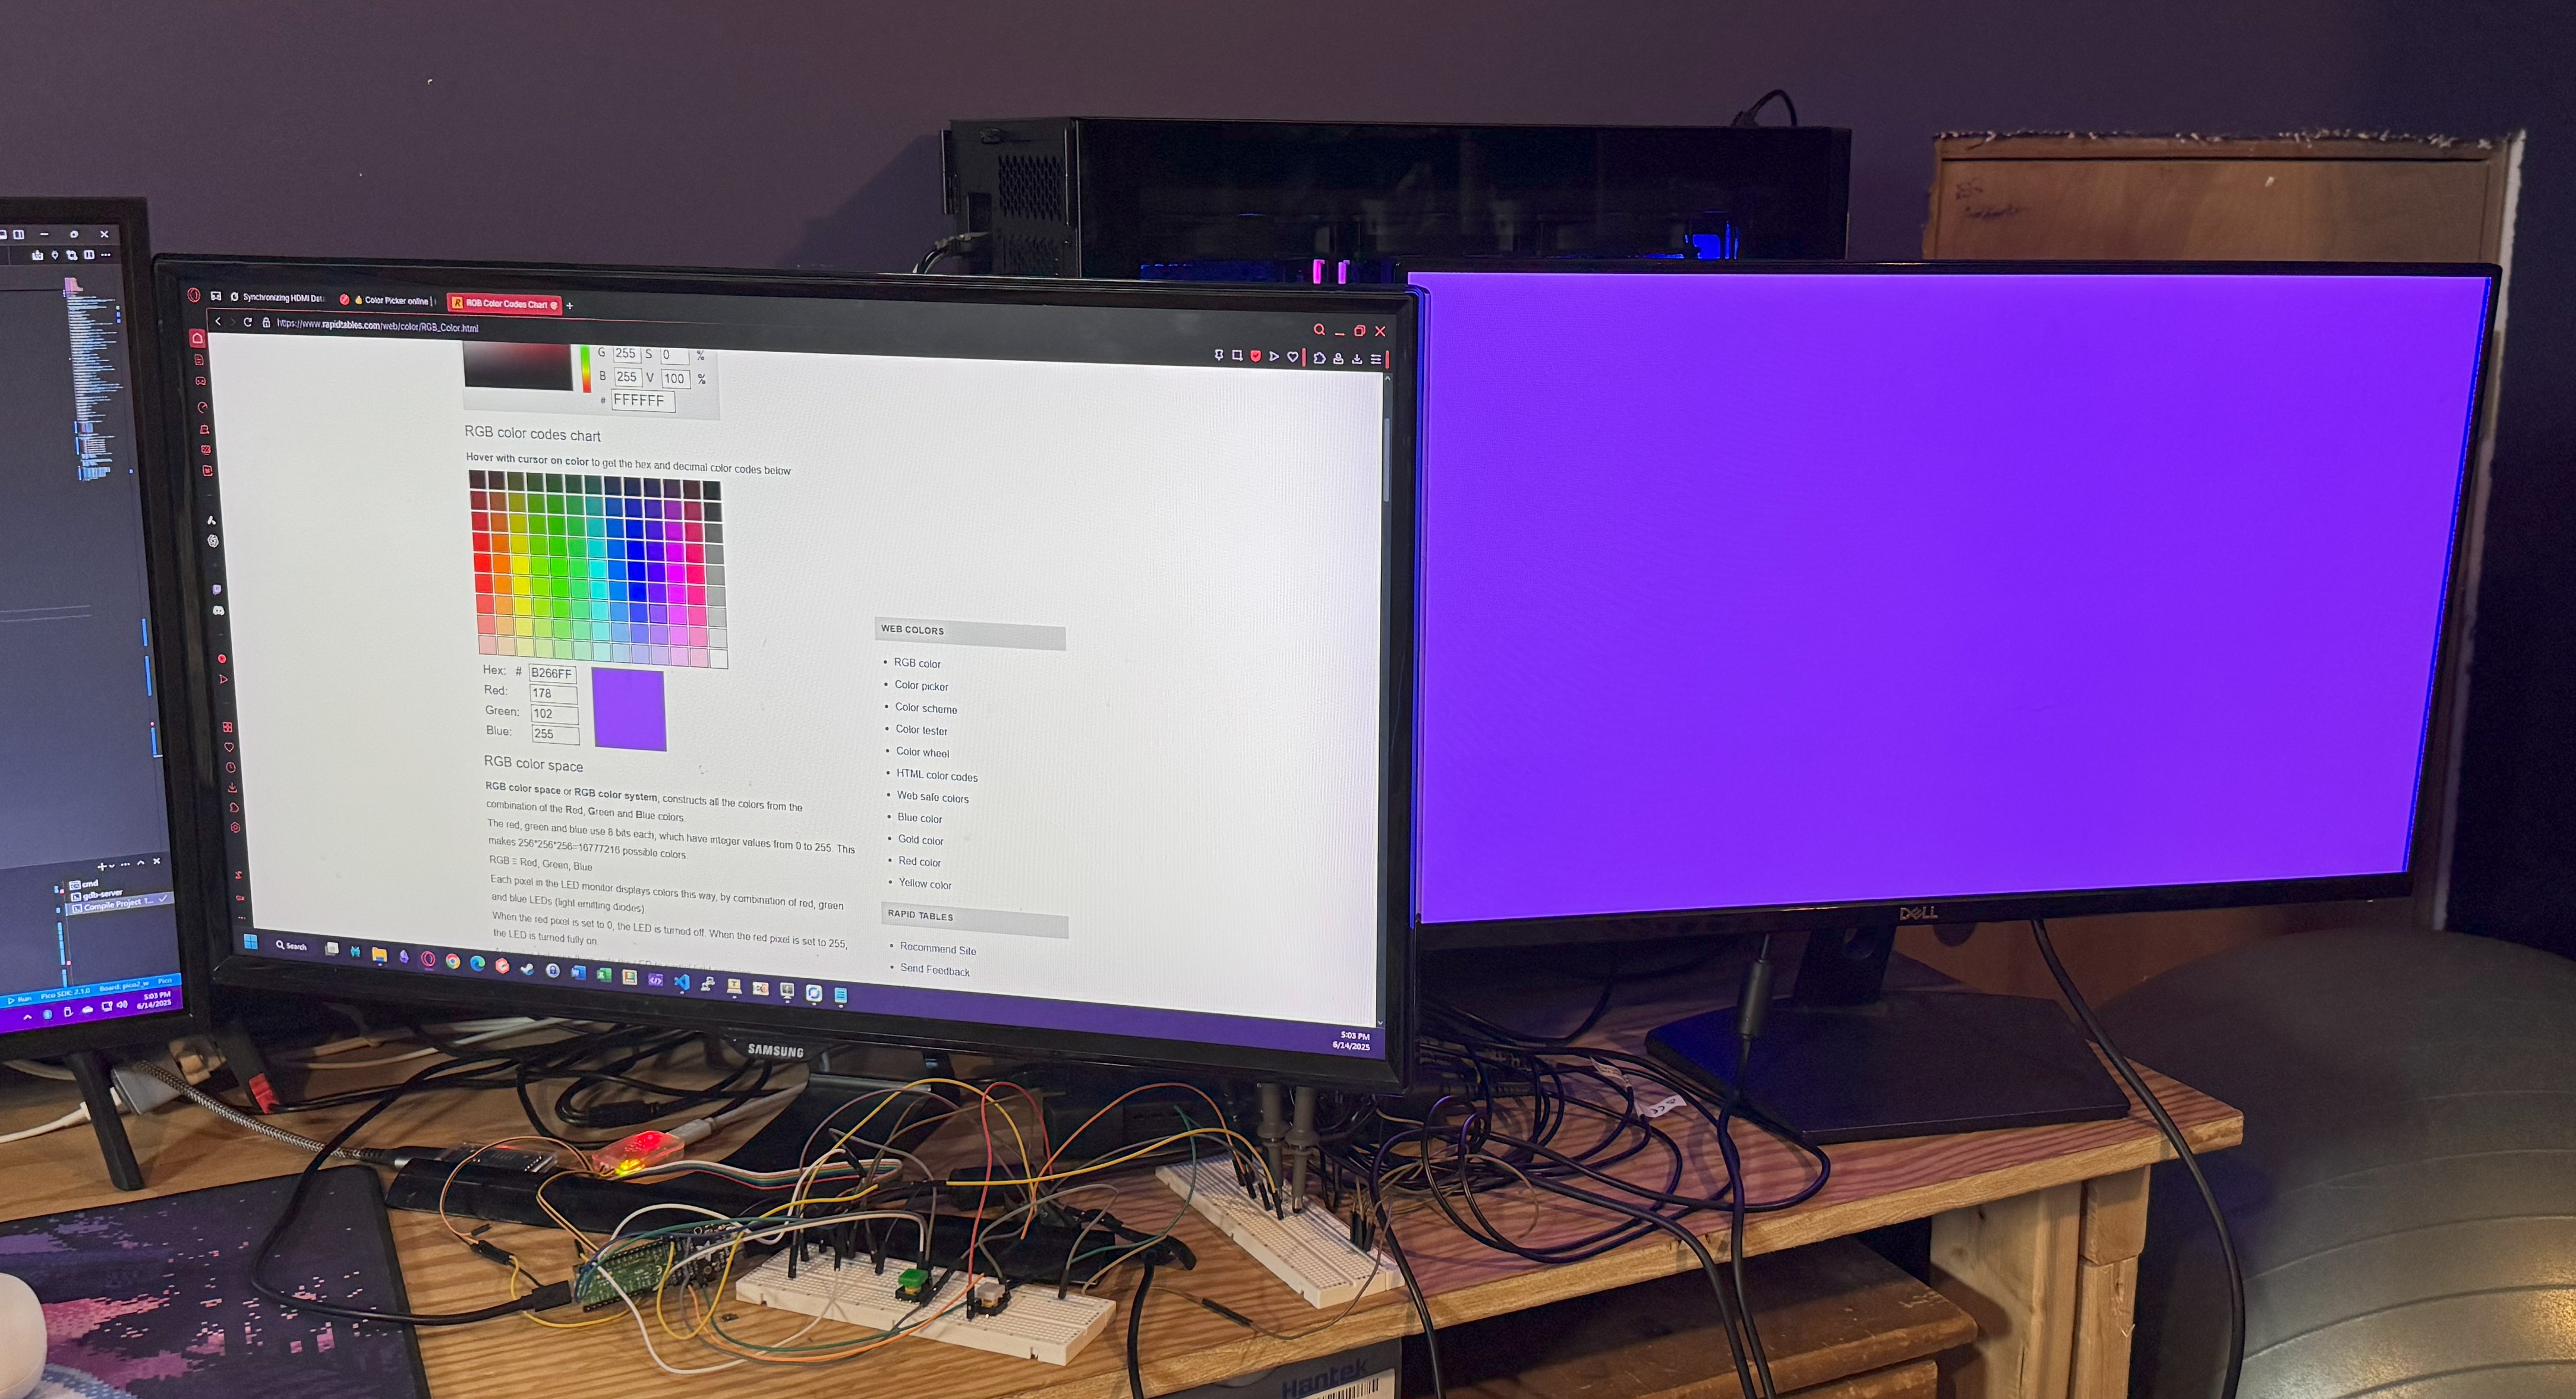 Synchronizing HDMI Dat
Color Picker online |
RGB Color Codes Chart
https://www.rapidtables.com/web/color/RGB_Color.html
G 255 S 0 %
B 255 V 100 %
# FFFFFF
RGB color codes chart
Hover with cursor on color to get the hex and decimal color codes below
Hex: # B266FF
Red: 178
Green: 102
Blue: 255
RGB color space
RGB color space or RGB color system, constructs all the colors from the
combination of the Red, Green and Blue colors.
The red, green and blue use 8 bits each, which have integer values from 0 to 255. This
makes 256*256*256=16777216 possible colors.
RGB ≡ Red, Green, Blue
Each pixel in the LED monitor displays colors this way, by combination of red, green
and blue LEDs (light emitting diodes).
When the red pixel is set to 0, the LED is turned off. When the red pixel is set to 255,
the LED is turned fully on.
WEB COLORS
RGB color
Color picker
Color scheme
Color tester
Color wheel
HTML color codes
Web safe colors
Blue color
Gold color
Red color
Yellow color
RAPID TABLES
Recommend Site
Send Feedback
Search
5:03 PM
6/14/2025
SAMSUNG
DELL
cmd
gdb-server
Compile Project 1...
Run Pico SDK: 2.1.0 Board: pico2_w Pico
5:03 PM
6/14/2025
Hantek